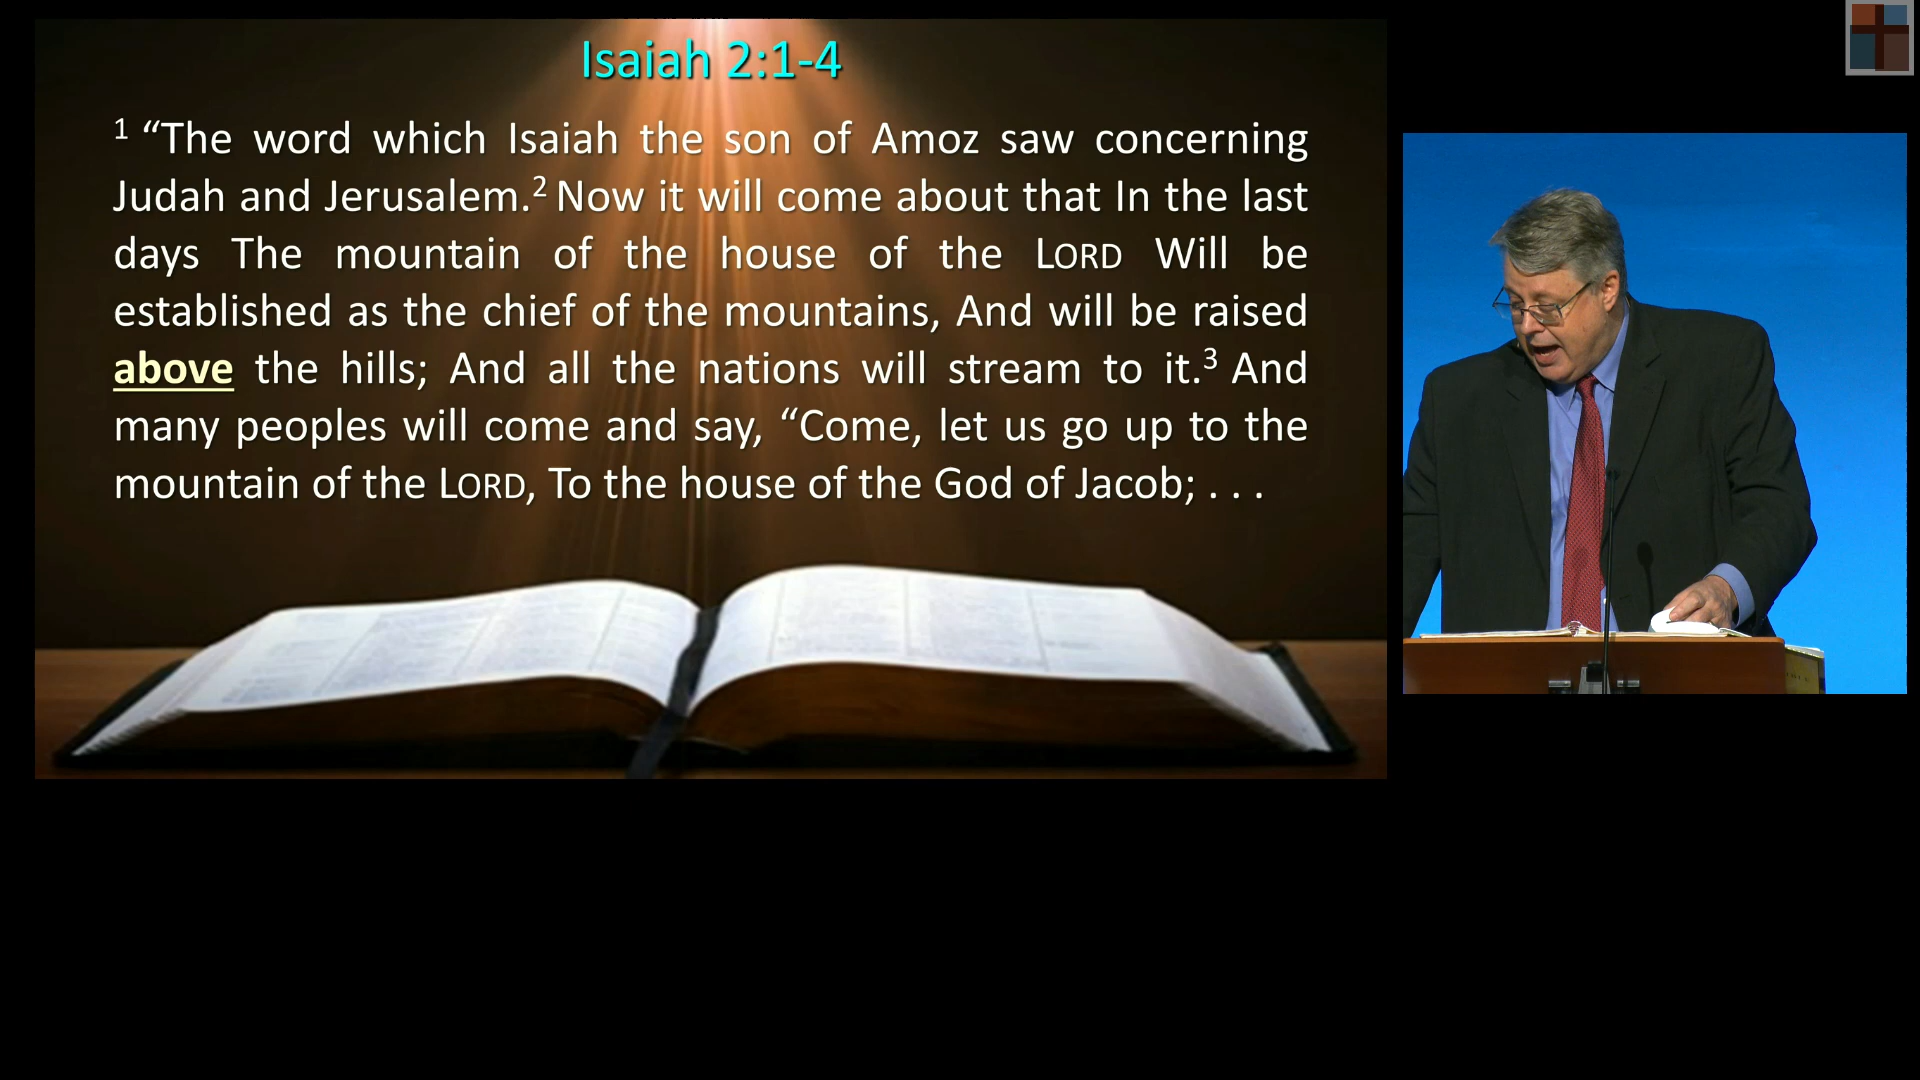 Isaiah 2:1-4
1 “The word which Isaiah the son of Amoz saw concerning
Judah and Jerusalem.2 Now it will come about that In the last
days The mountain of the house of the LORD Will be
established as the chief of the mountains, And will be raised
above the hills; And all the nations will stream to it.3 And
many peoples will come and say, “Come, let us go up to the
mountain of the LORD, To the house of the God of Jacob; . . .